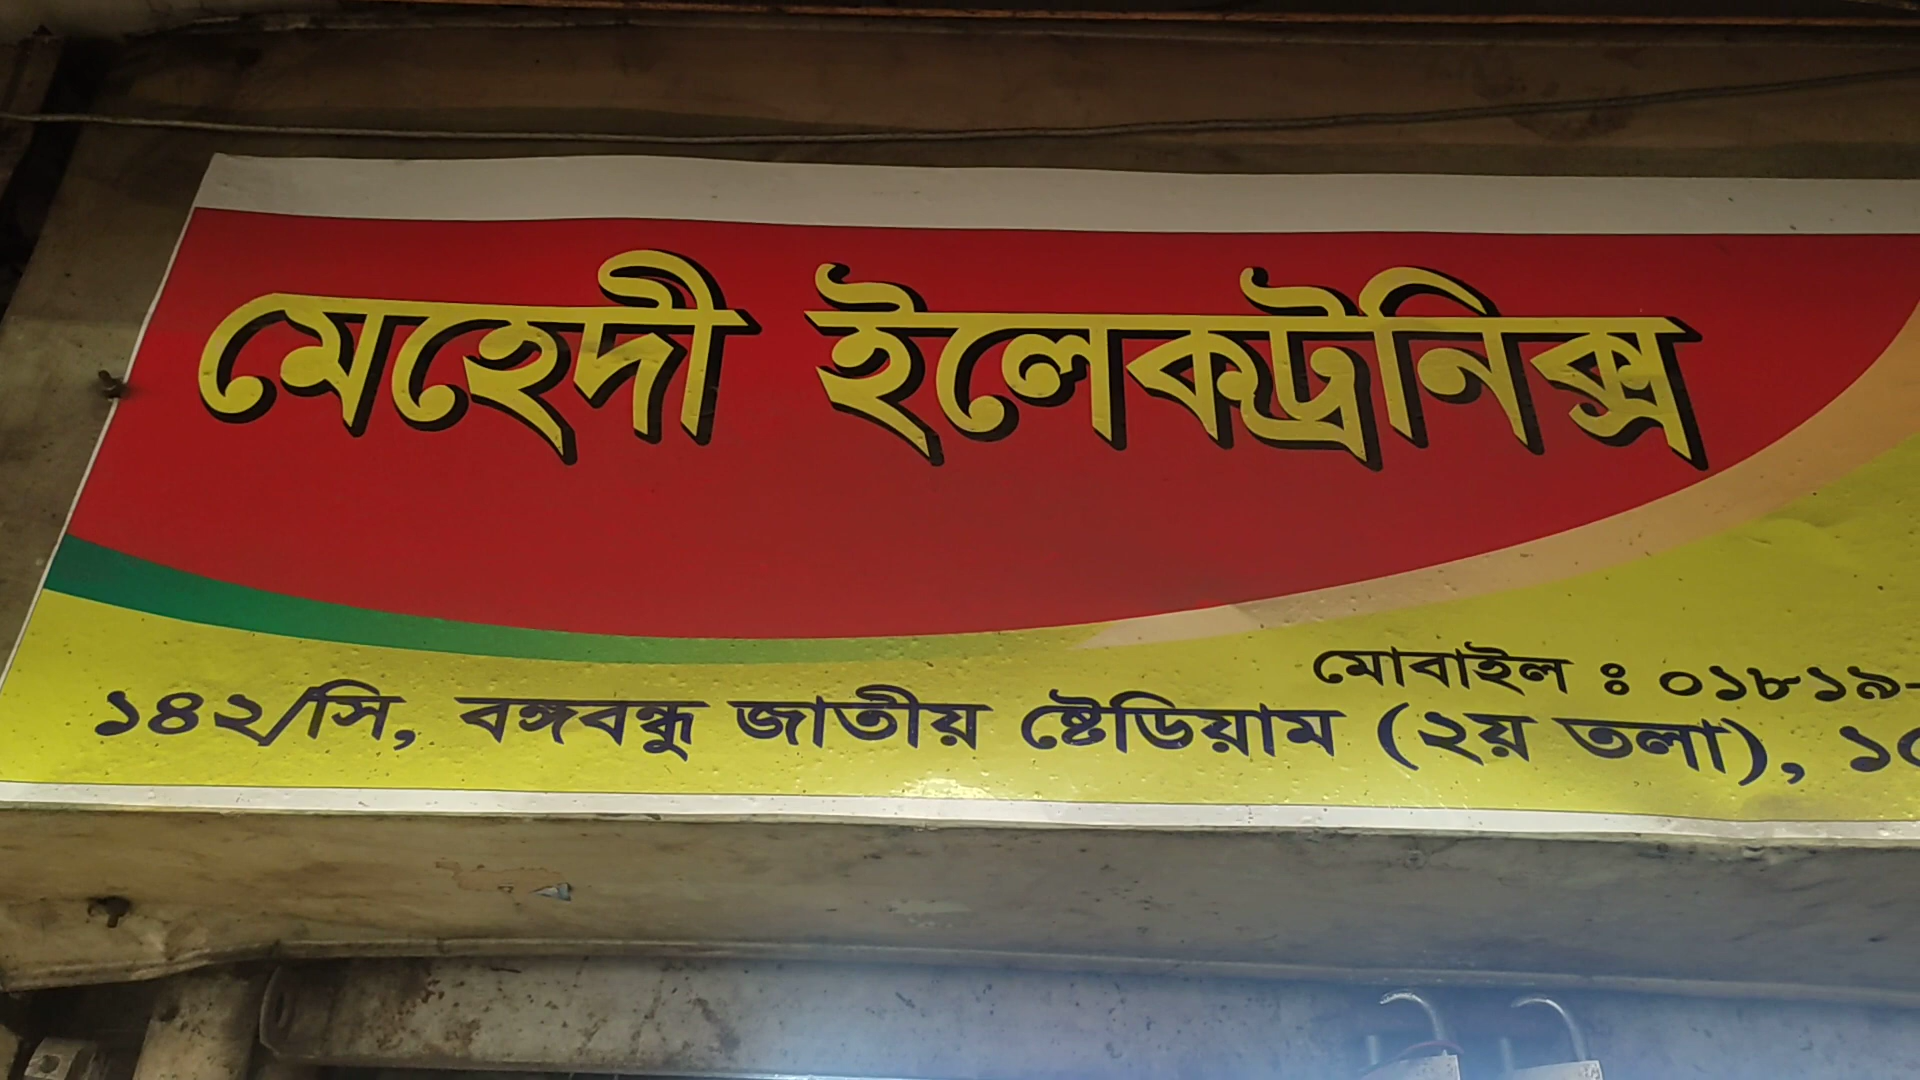 মেহেদী ইলেকট্রনিক্স
মোবাইল ঃ ০১৮১৯-
১৪২/সি, বঙ্গবন্ধু জাতীয় ষ্টেডিয়াম (২য় তলা),